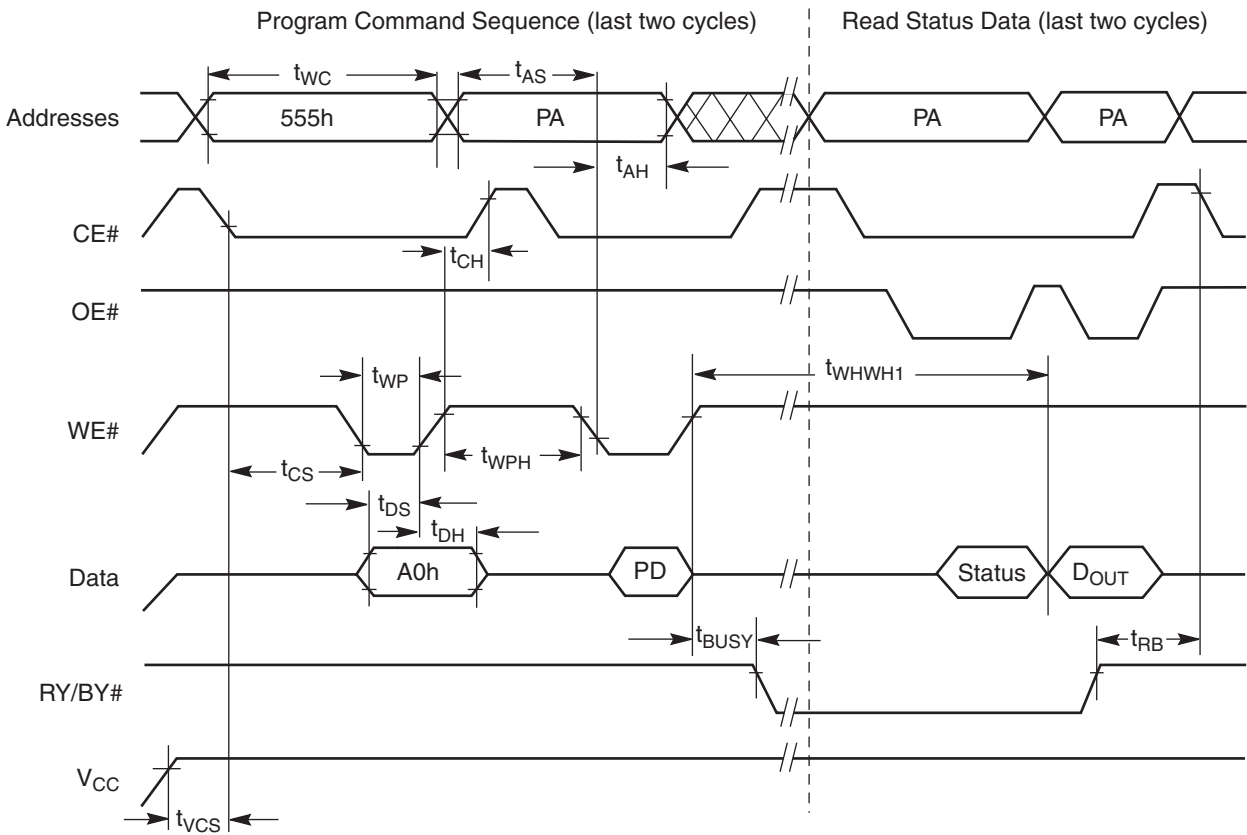 Program Command Sequence (last two cycles) Read Status Data (last two cycles)
tWC tAS
Addresses 555h PA PA PA
tAH
CE#
tCH
OE#
tWP tWHWH1
WE#
tCS tWPH
tDS
tDH
Data A0h PD Status DOUT
tBUSY tRB
RY/BY#
VCC
tVCS